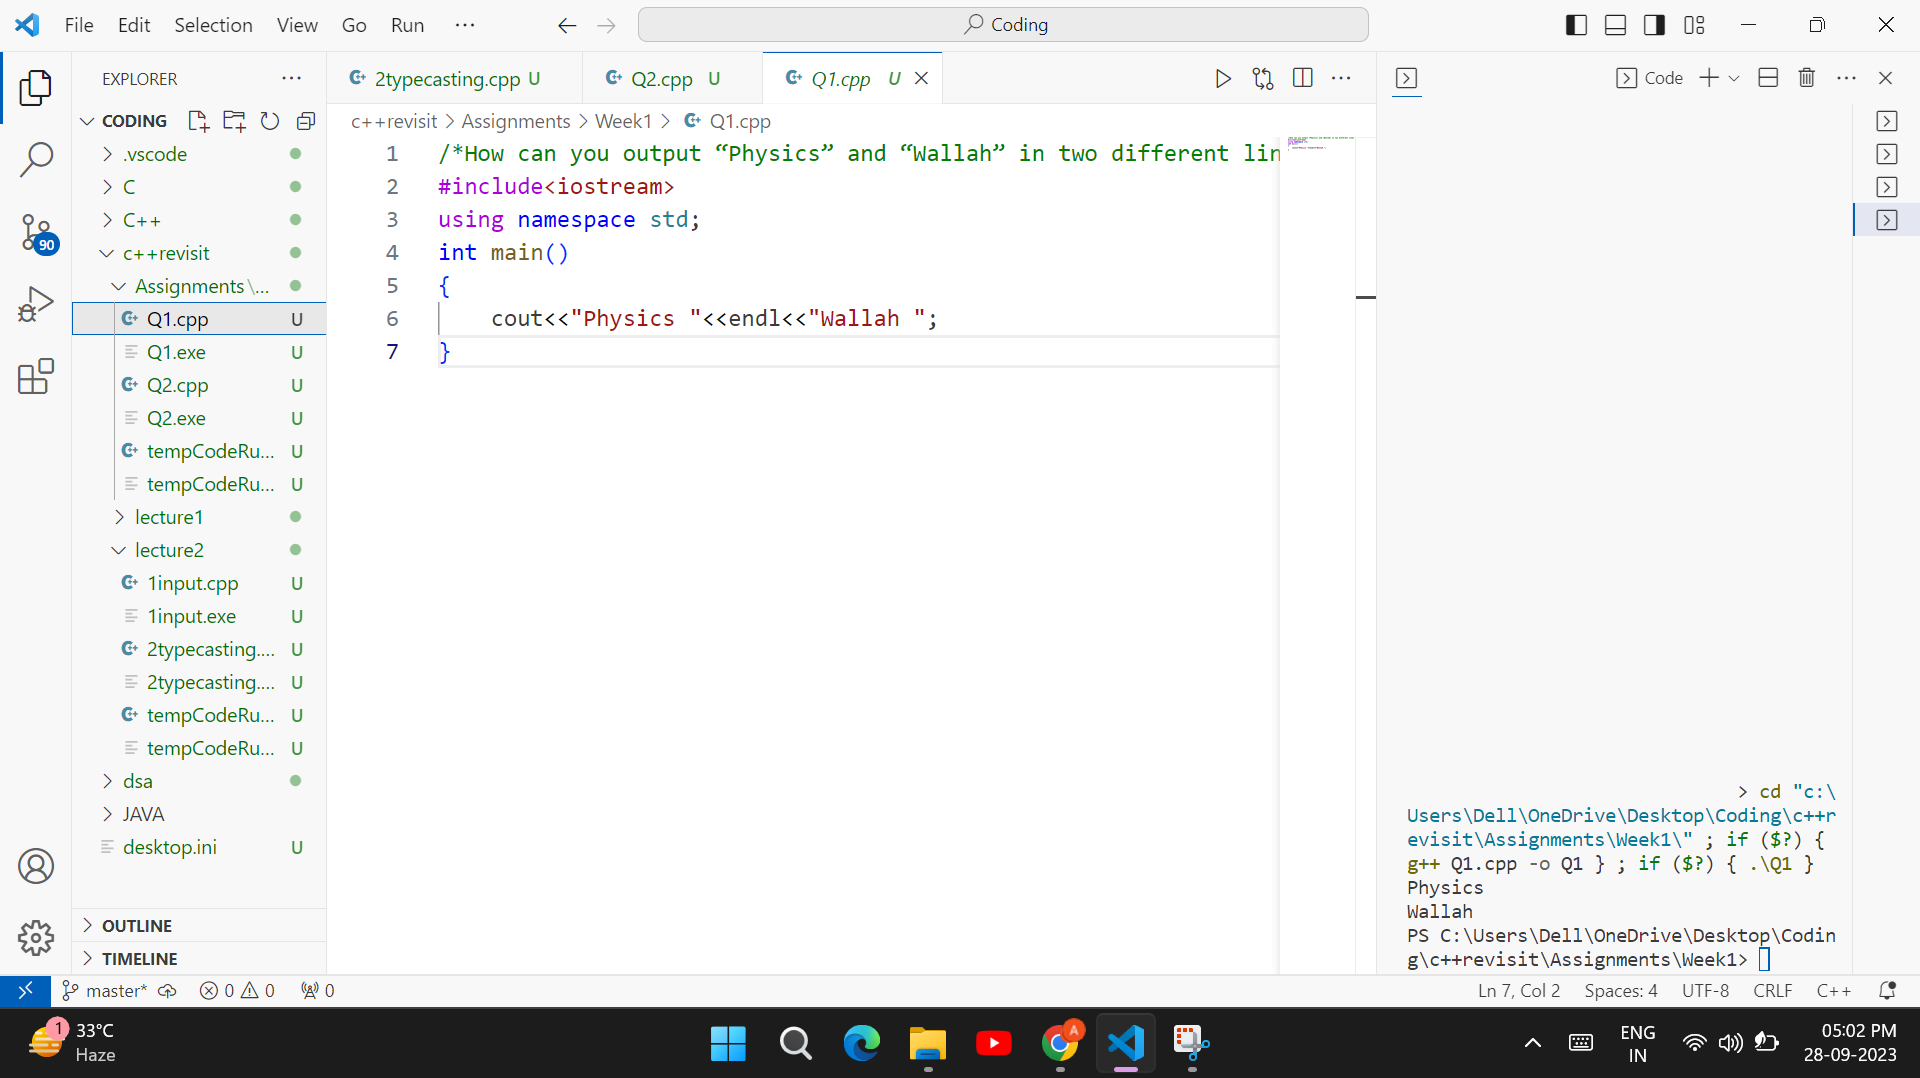 File Edit Selection View Go Run ···
Coding
EXPLORER
CODING
.vscode
C
C++
c++revisit
Assignments\...
Q1.cpp U
Q1.exe U
Q2.cpp U
Q2.exe U
tempCodeRu... U
tempCodeRu... U
lecture1
lecture2
1input.cpp U
1input.exe U
2typecasting.... U
2typecasting.... U
tempCodeRu... U
tempCodeRu... U
dsa
JAVA
desktop.ini U
OUTLINE
TIMELINE
90
2typecasting.cpp U Q2.cpp U Q1.cpp U
c++revisit > Assignments > Week1 > Q1.cpp
1 /*How can you output “Physics” and “Wallah” in two different lin
2 #include<iostream>
3 using namespace std;
4 int main()
5 {
6 cout<<"Physics "<<endl<<"Wallah ";
7 }
Code
> cd "c:\
Users\Dell\OneDrive\Desktop\Coding\c++r
evisit\Assignments\Week1\" ; if ($?) {
g++ Q1.cpp -o Q1 } ; if ($?) { .\Q1 }
Physics
Wallah
PS C:\Users\Dell\OneDrive\Desktop\Codin
g\c++revisit\Assignments\Week1>
master* 0 0 0
Ln 7, Col 2 Spaces: 4 UTF-8 CRLF C++
1
33°C
Haze
A
ENG
IN
05:02 PM
28-09-2023